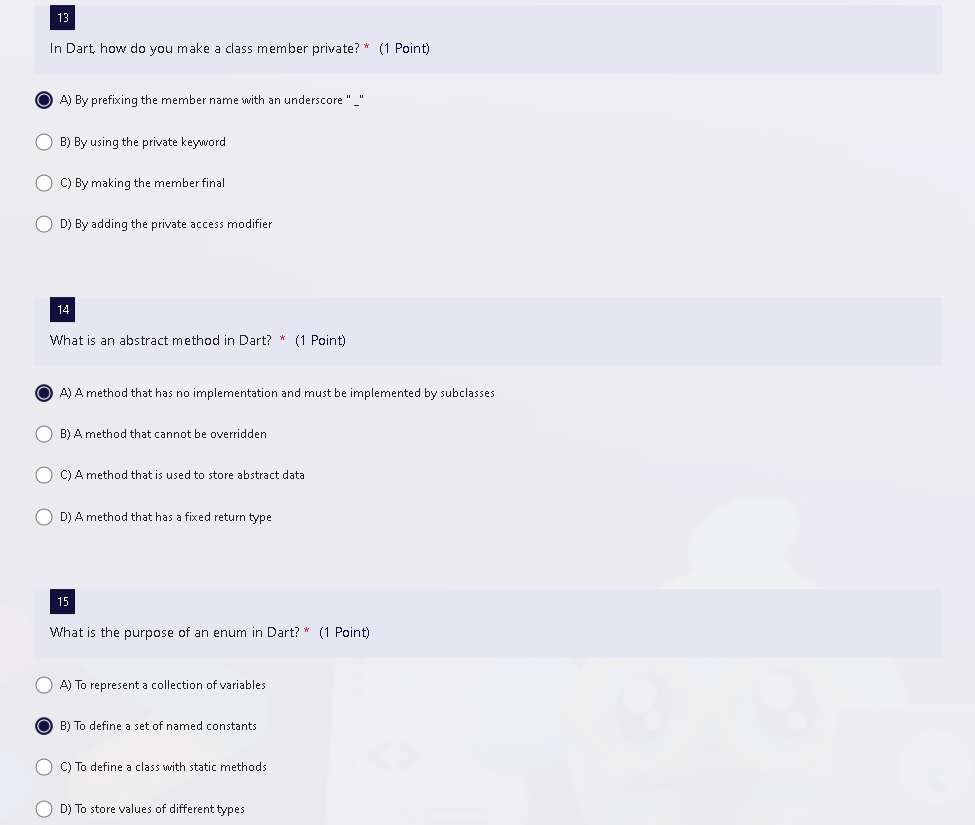 13
In Dart, how do you make a class member private? * (1 Point)
A) By prefixing the member name with an underscore " _"
B) By using the private keyword
C) By making the member final
D) By adding the private access modifier
14
What is an abstract method in Dart? * (1 Point)
A) A method that has no implementation and must be implemented by subclasses
B) A method that cannot be overridden
C) A method that is used to store abstract data
D) A method that has a fixed return type
15
What is the purpose of an enum in Dart? * (1 Point)
A) To represent a collection of variables
B) To define a set of named constants
C) To define a class with static methods
D) To store values of different types